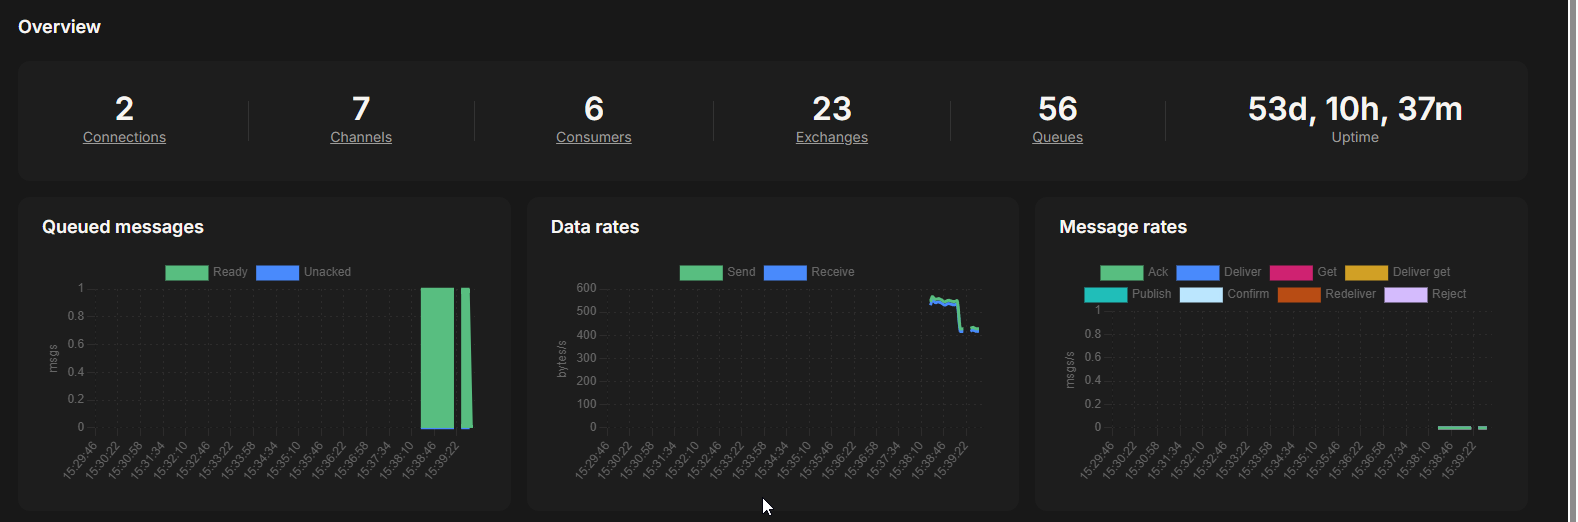 Overview
2 7 6 23 56 53d, 10h, 37m
Connections Channels Consumers Exchanges Queues Uptime
Queued messages
Ready Unacked
1
0.8
0.6
0.4
0.2
0
msgs
15:29:46 15:30:22 15:30:58 15:31:34 15:32:10 15:32:46 15:33:22 15:33:58 15:34:34 15:35:10 15:35:46 15:36:22 15:36:58 15:37:34 15:38:10 15:38:46 15:39:22
Data rates
Send Receive
600
500
400
300
200
100
0
bytes/s
15:29:46 15:30:22 15:30:58 15:31:34 15:32:10 15:32:46 15:33:22 15:33:58 15:34:34 15:35:10 15:35:46 15:36:22 15:36:58 15:37:34 15:38:10 15:38:46 15:39:22
Message rates
Ack Deliver Get Deliver get
Publish Confirm Redeliver Reject
1
0.8
0.6
0.4
0.2
0
msgs/s
15:29:46 15:30:22 15:30:58 15:31:34 15:32:10 15:32:46 15:33:22 15:33:58 15:34:34 15:35:10 15:35:46 15:36:22 15:36:58 15:37:34 15:38:10 15:38:46 15:39:22